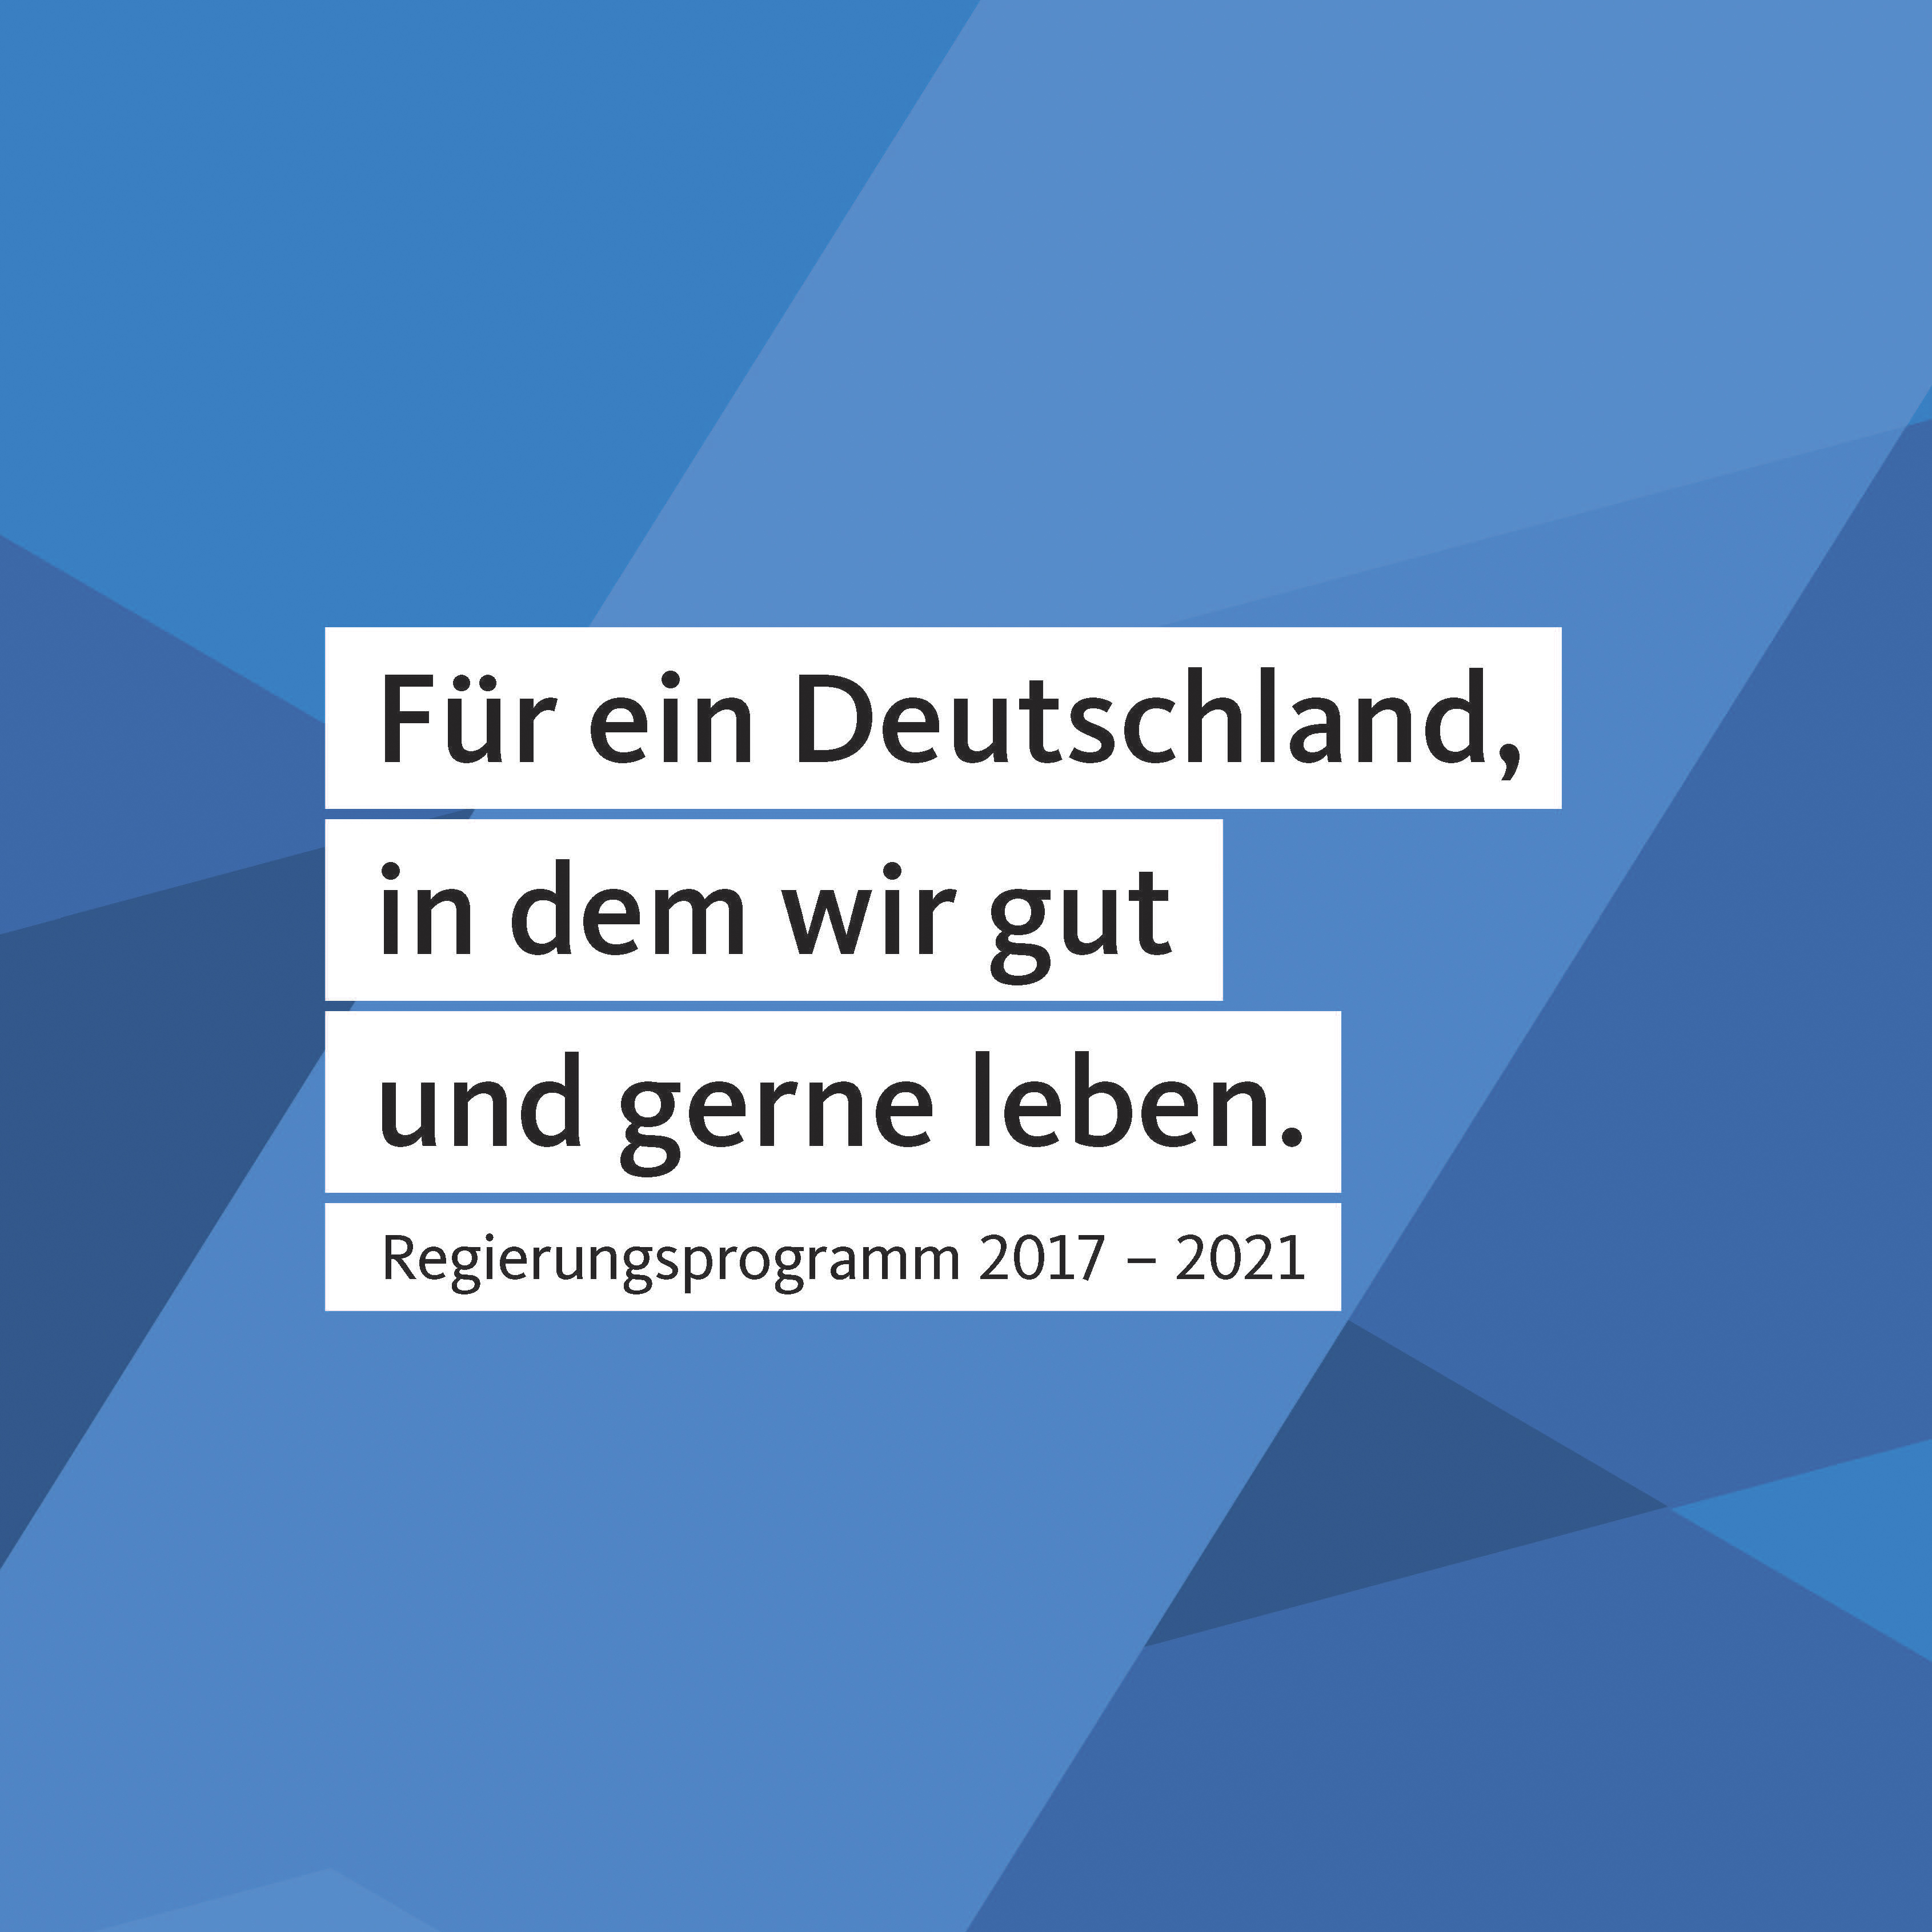 Für ein Deutschland,
in dem wir gut
und gerne leben.
Regierungsprogramm 2017 – 2021